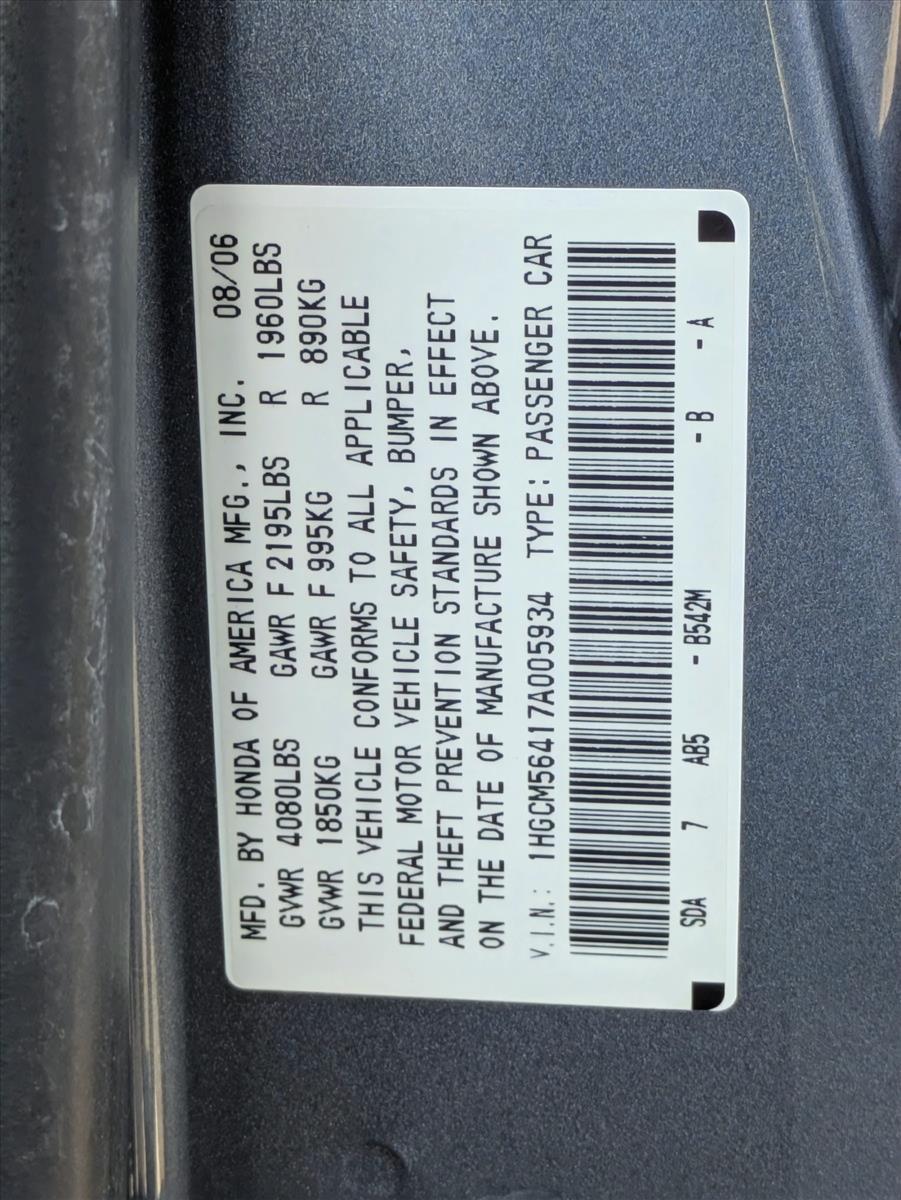 MFD. BY HONDA OF AMERICA MFG., INC. 08/06
GVWR 4080LBS GAWR F 2195LBS R 1960LBS
GVWR 1850KG GAWR F 995KG R 890KG
THIS VEHICLE CONFORMS TO ALL APPLICABLE
FEDERAL MOTOR VEHICLE SAFETY, BUMPER,
AND THEFT PREVENTION STANDARDS IN EFFECT
ON THE DATE OF MANUFACTURE SHOWN ABOVE.
V.I.N.: 1HGCM56417A005934 TYPE: PASSENGER CAR
SDA 7 AB5 - B542M - B - A